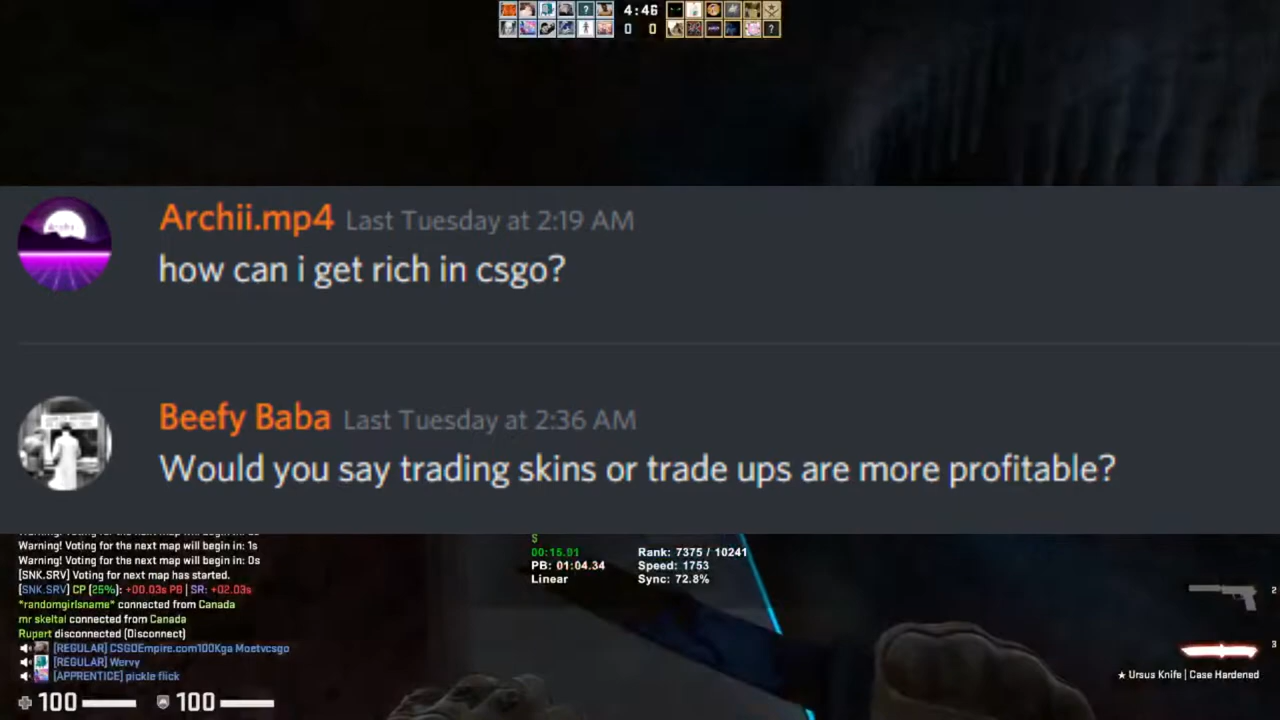 4:46
0 0
Archii.mp4 Last Tuesday at 2:19 AM
how can i get rich in csgo?
Beefy Baba Last Tuesday at 2:36 AM
Would you say trading skins or trade ups are more profitable?
Warning! Voting for the next map will begin in: 1s
Warning! Voting for the next map will begin in: 0s
[SNK.SRV] Voting for next map has started.
[SNK.SRV] CP [25%]: +00.03s PB | SR: +02.03s
*randomgirlsname* connected from Canada
mr skeltal connected from Canada
Rupert disconnected (Disconnect)
[REGULAR] CSGOEmpire.com100Kga Moetvcsgo
[REGULAR] Wervy
[APPRENTICE] pickle flick
100 100
S
00:15.91
PB: 01:04.34
Linear
Rank: 7375 / 10241
Speed: 1753
Sync: 72.8%
2
3
★ Ursus Knife | Case Hardened